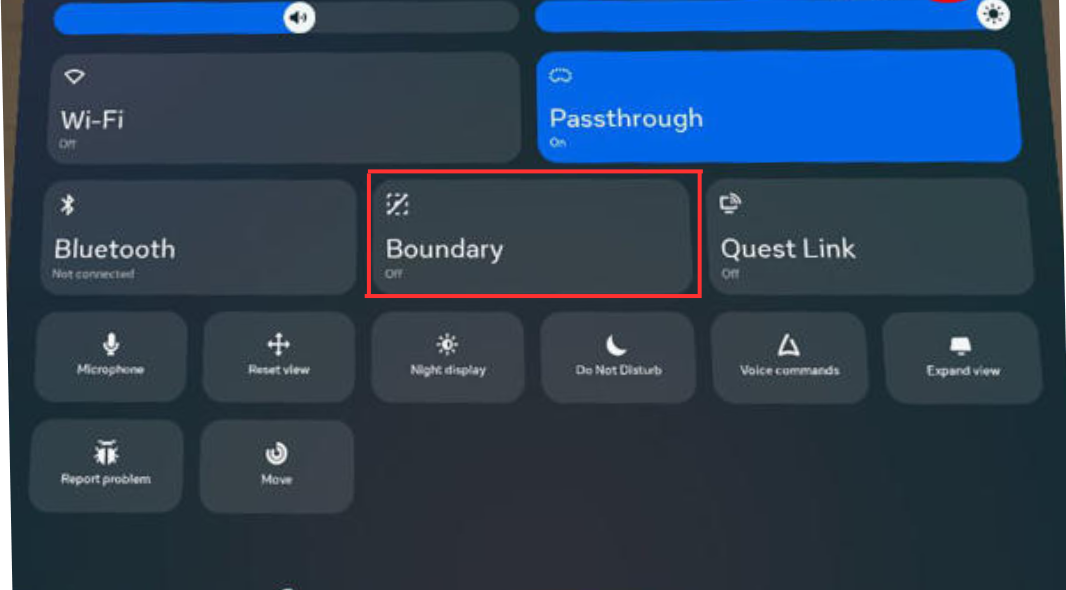 Wi-Fi
Off
Passthrough
On
Bluetooth
Not connected
Boundary
Off
Quest Link
Off
Microphone
Reset view
Night display
Do Not Disturb
Voice commands
Expand view
Report problem
Move